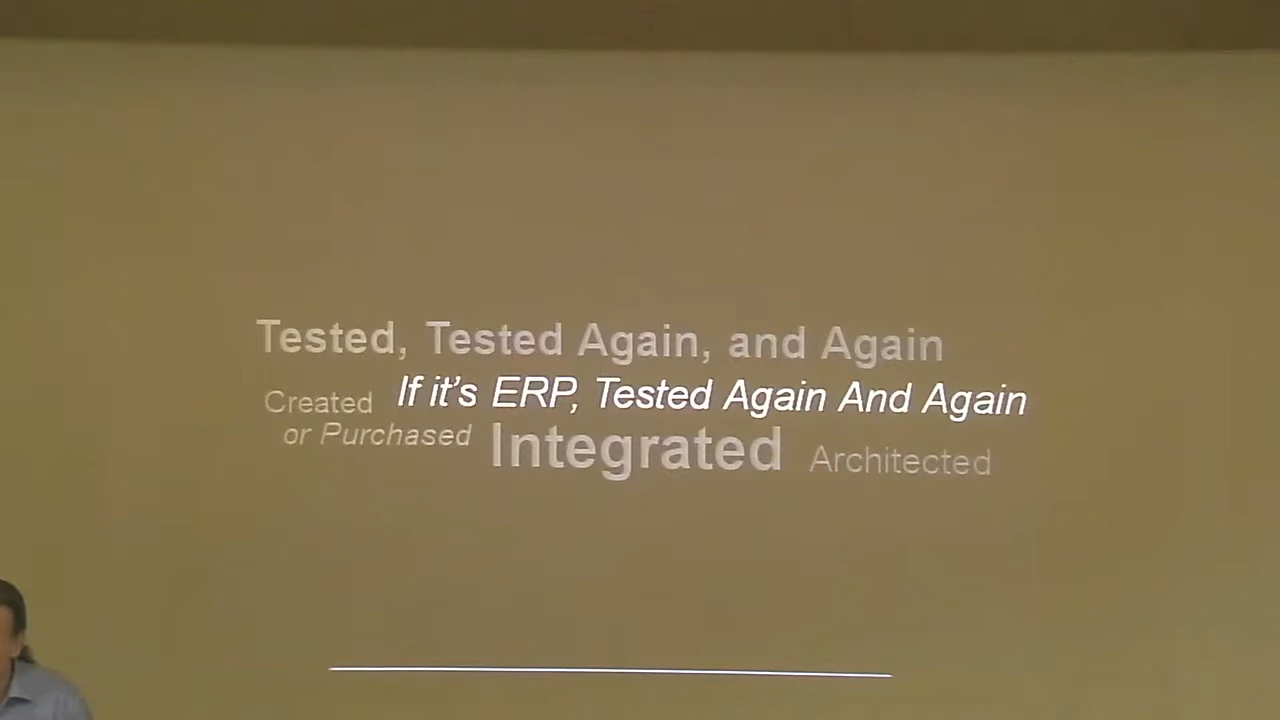 Tested, Tested Again, and Again
If it's ERP, Tested Again And Again
Created
or Purchased
Integrated
Architected